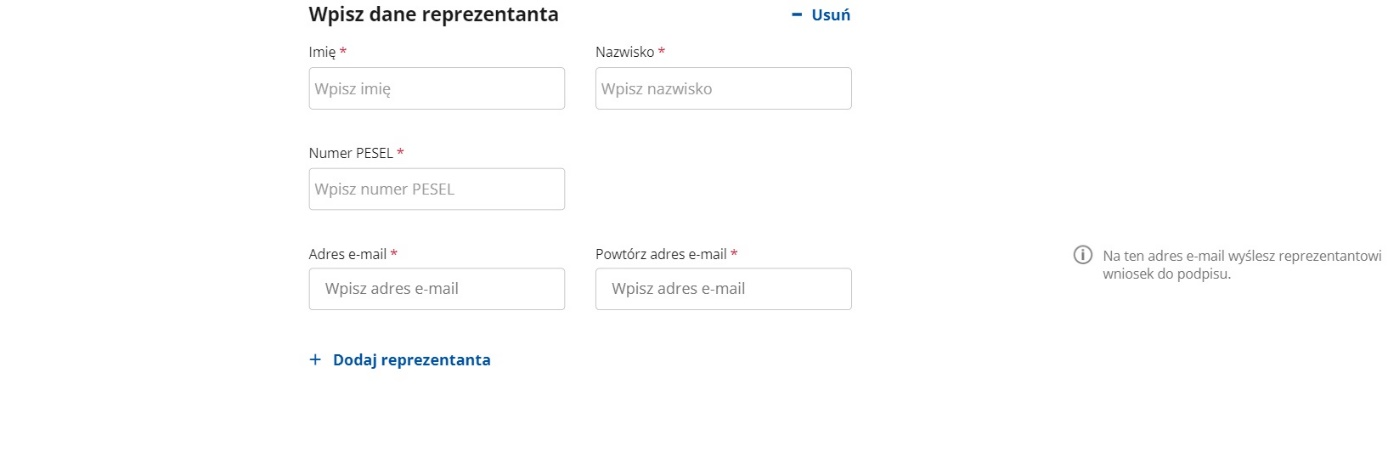 Wpisz dane reprezentanta
− Usuń
Imię *
Nazwisko *
Wpisz imię
Wpisz nazwisko
Numer PESEL *
Wpisz numer PESEL
Adres e-mail *
Powtórz adres e-mail *
Wpisz adres e-mail
Wpisz adres e-mail
Na ten adres e-mail wyślesz reprezentantowi
wniosek do podpisu.
+ Dodaj reprezentanta